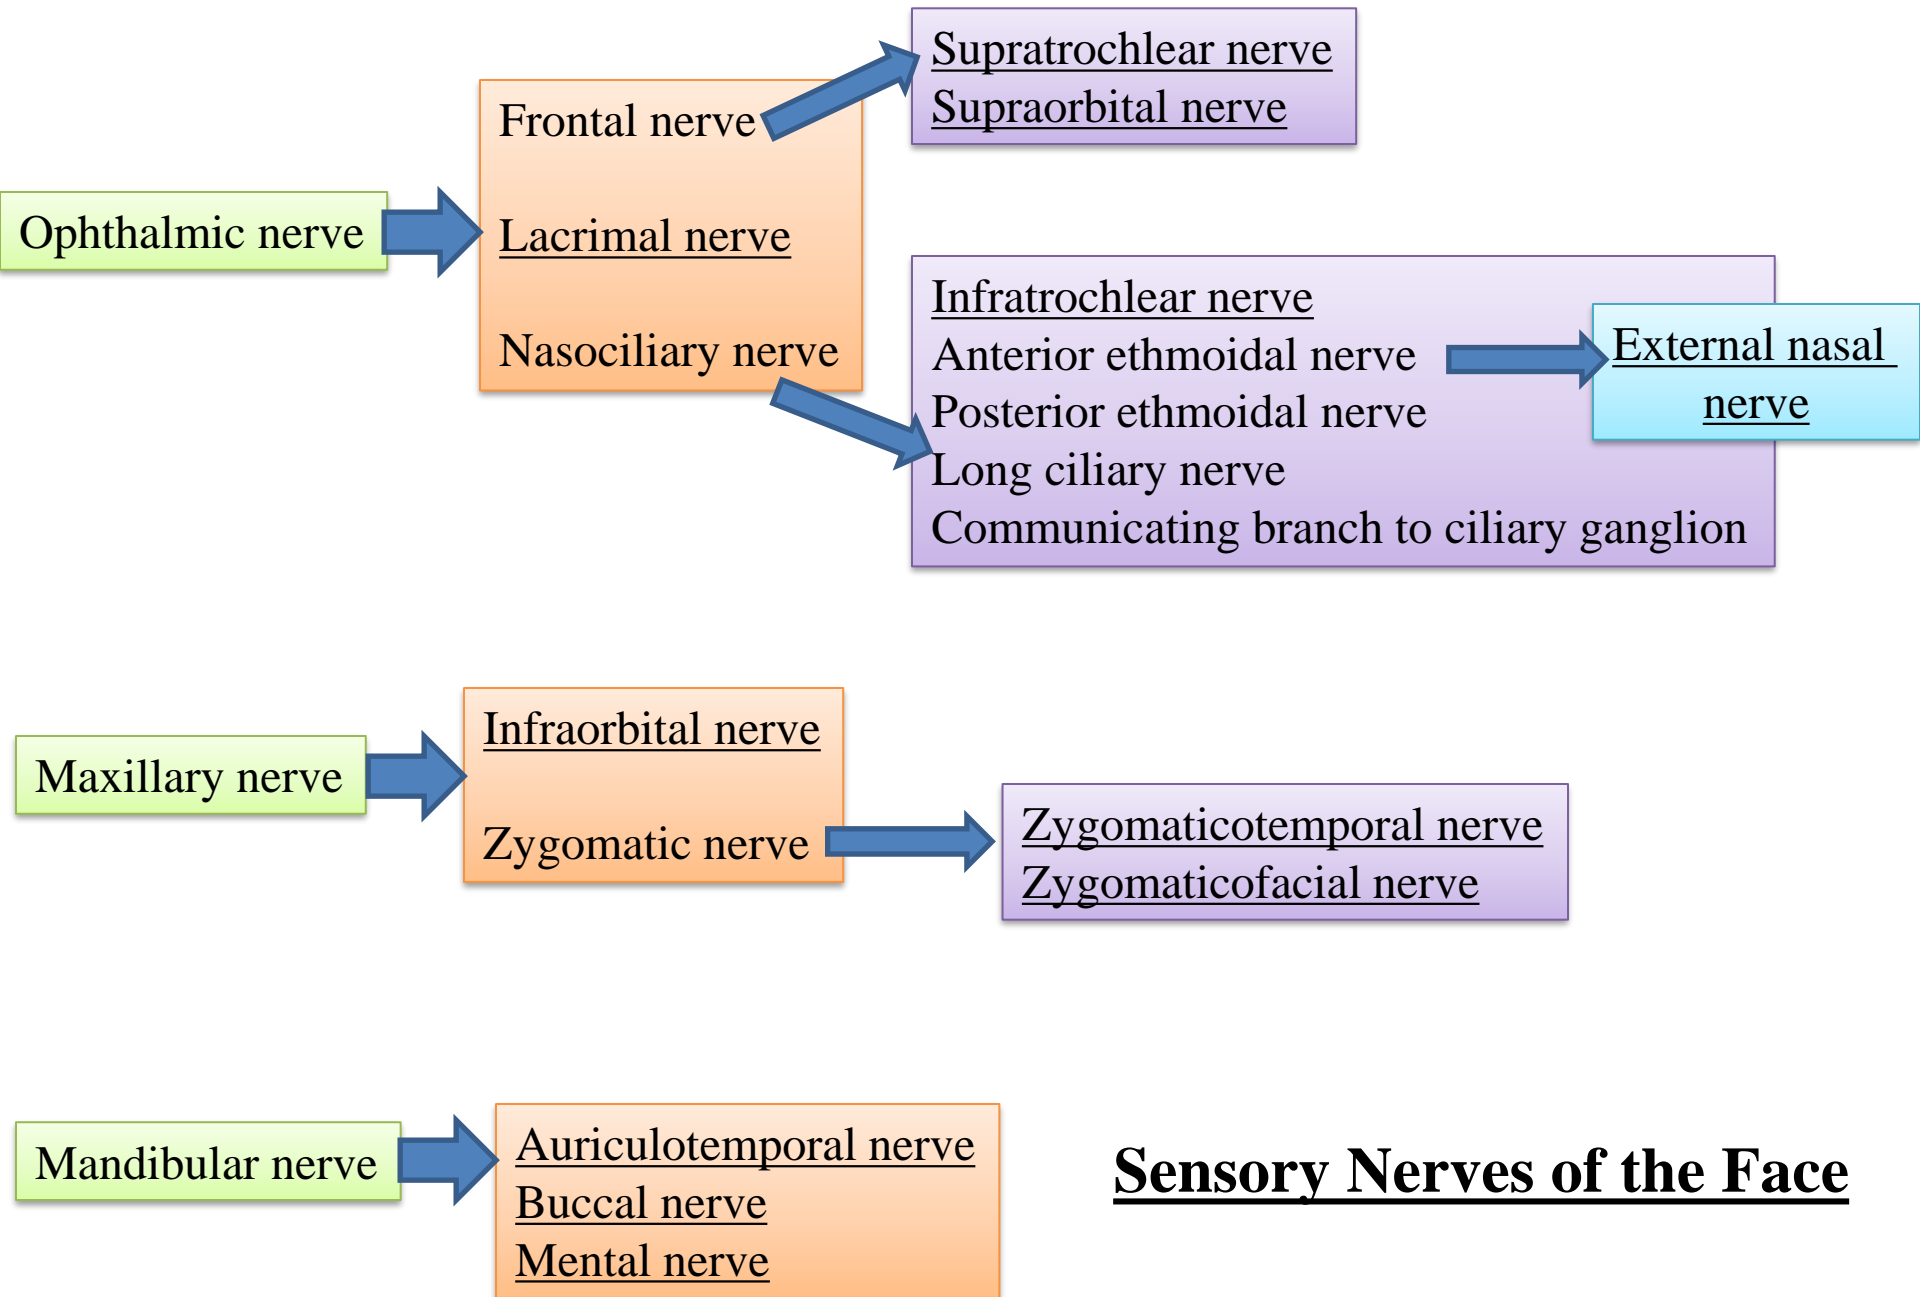 Ophthalmic nerve
Frontal nerve
Lacrimal nerve
Nasociliary nerve
Supratrochlear nerve
Supraorbital nerve
Infratrochlear nerve
Anterior ethmoidal nerve
Posterior ethmoidal nerve
Long ciliary nerve
Communicating branch to ciliary ganglion
External nasal
nerve
Maxillary nerve
Infraorbital nerve
Zygomatic nerve
Zygomaticotemporal nerve
Zygomaticofacial nerve
Mandibular nerve
Auriculotemporal nerve
Buccal nerve
Mental nerve
Sensory Nerves of the Face